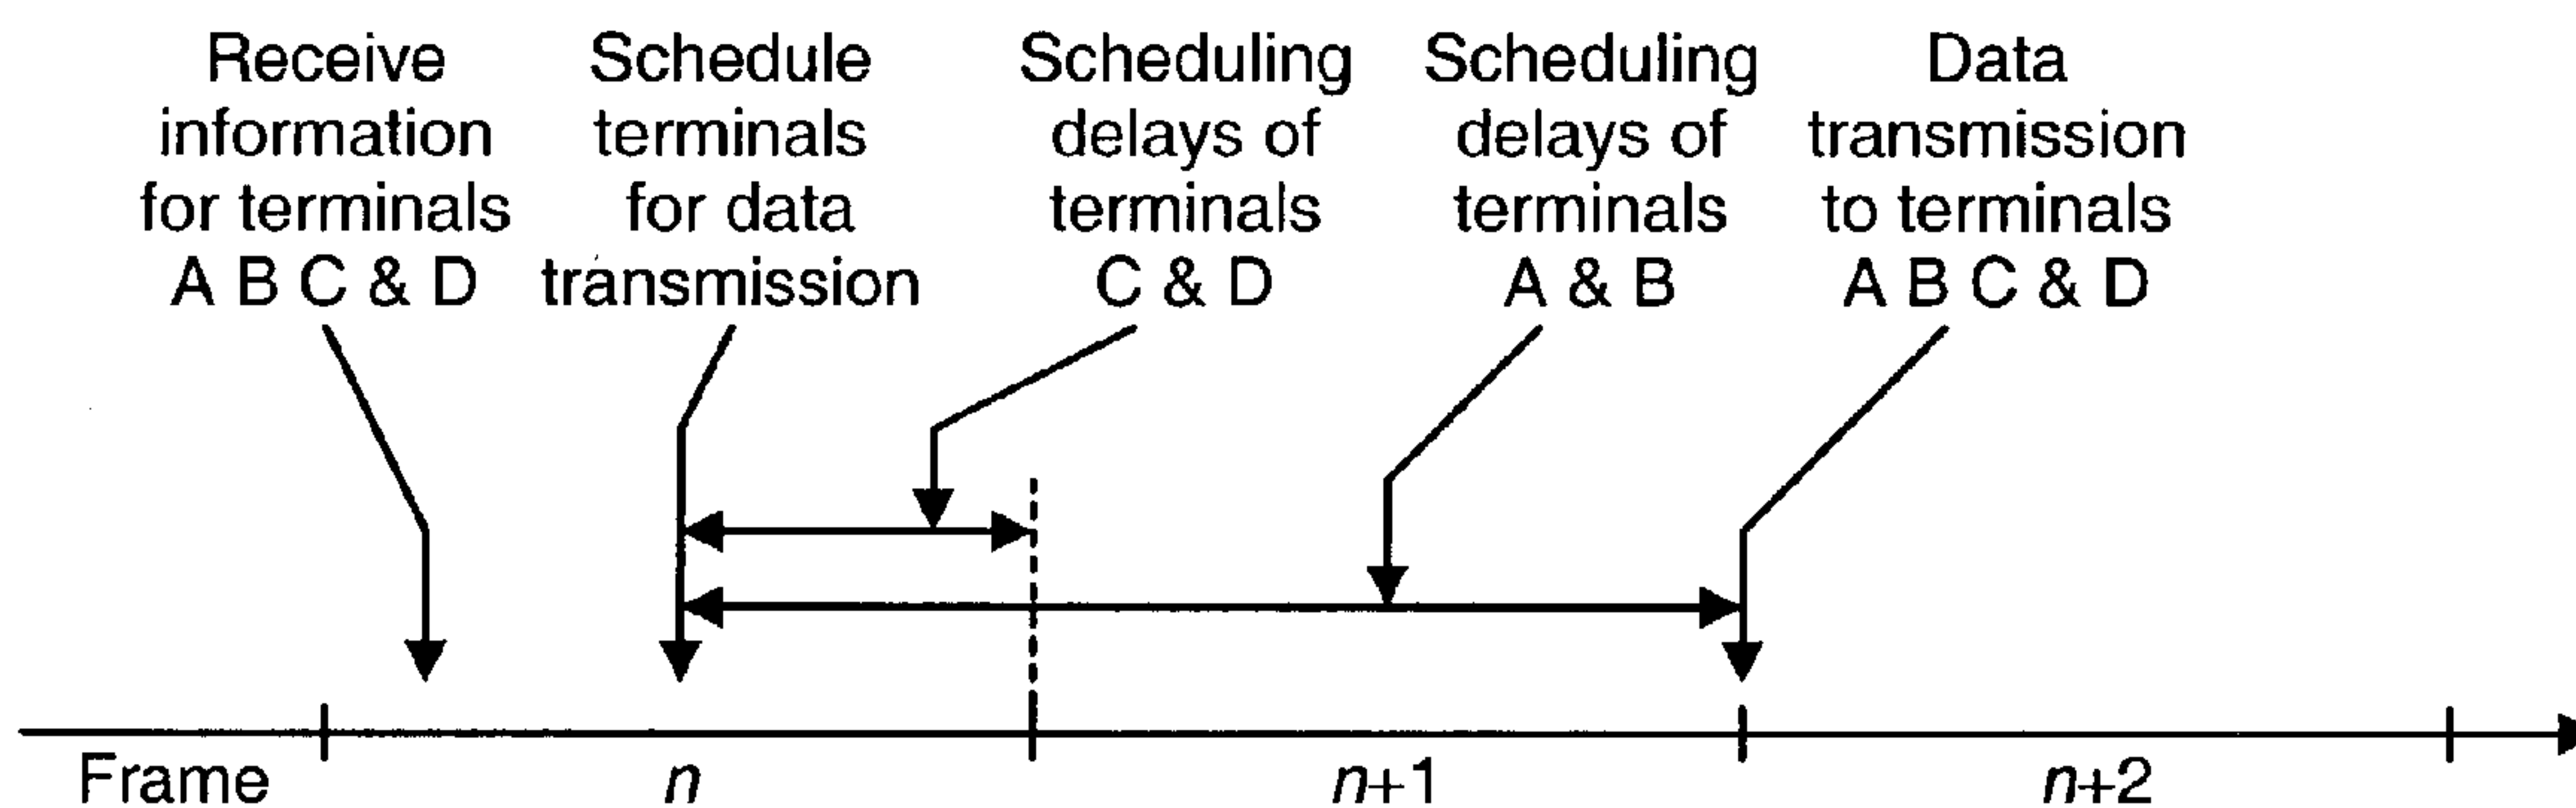 Receive
information
for terminals
A B C & D
Schedule
terminals
for data
transmission
Scheduling
delays of
terminals
C & D
Scheduling
delays of
terminals
A & B
Data
transmission
to terminals
A B C & D
Frame
n
n+1
n+2